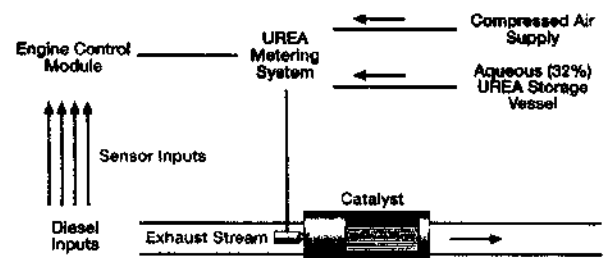 Engine Control
Module
UREA
Metering
System
Compressed Air
Supply
Aqueous (32%)
UREA Storage
Vessel
Sensor Inputs
Catalyst
Diesel
Inputs
Exhaust Stream